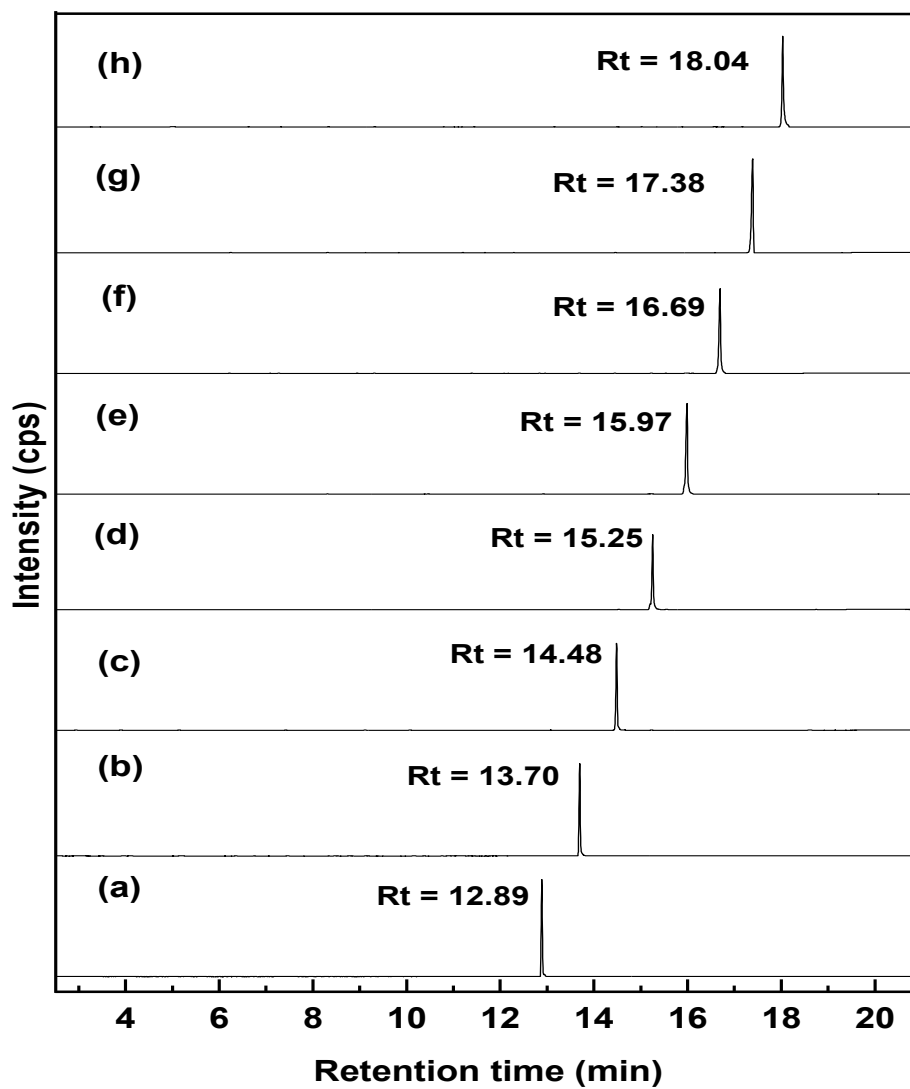 (h) Rt = 18.04
(g) Rt = 17.38
(f) Rt = 16.69
(e) Rt = 15.97
(d) Rt = 15.25
(c) Rt = 14.48
(b) Rt = 13.70
(a) Rt = 12.89
Intensity (cps)
4 6 8 10 12 14 16 18 20
Retention time (min)